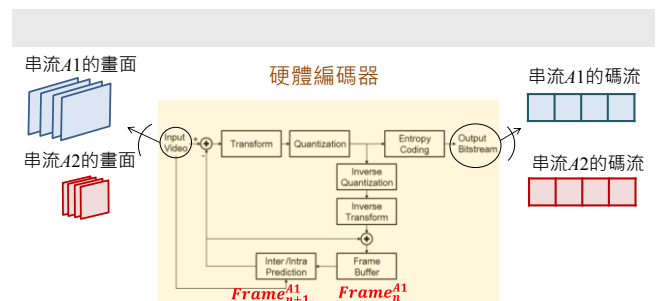 串流A1的畫面
硬體編碼器
串流A1的碼流
Input
Video
+
-
Transform
Quantization
Entropy
Coding
Output
Bitstream
串流A2的畫面
串流A2的碼流
Inverse
Quantization
Inverse
Transform
Inter/Intra
Prediction
Frame
Buffer
Frame_{n+1}^{A1}
Frame_n^{A1}